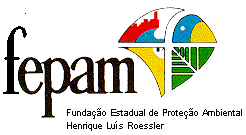 fepam
Fundação Estadual de Proteção Ambiental
Henrique Luís Roessler